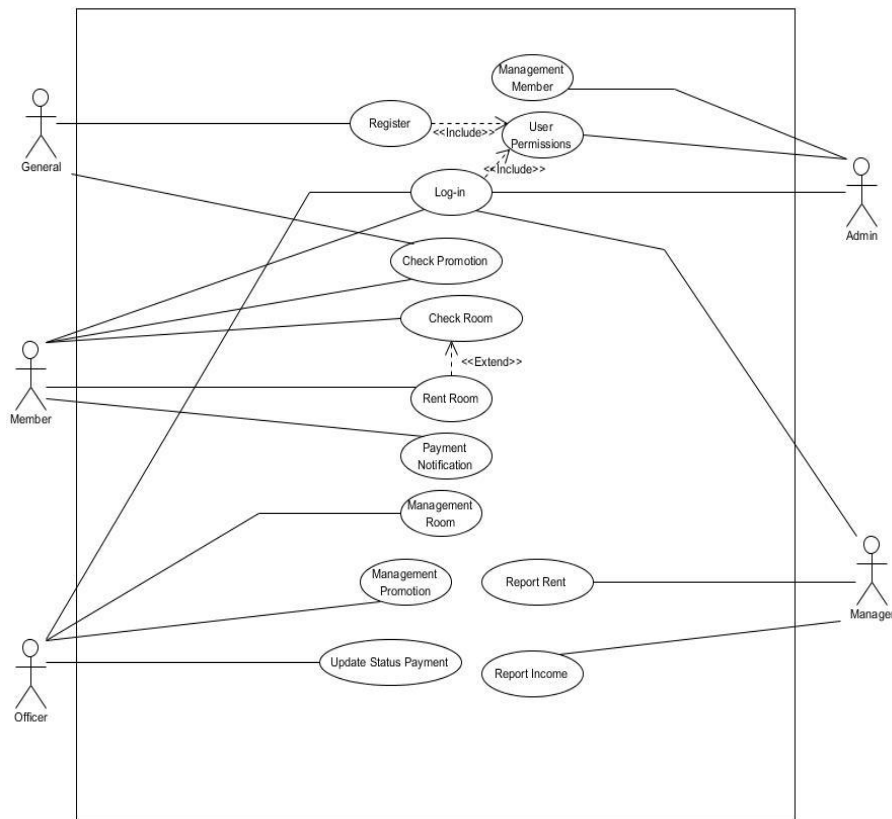 Management
Member
General
Register
<<Include>>
User
Permissions
<<Include>>
Log-in
Admin
Check Promotion
Check Room
<<Extend>>
Member
Rent Room
Payment
Notification
Management
Room
Management
Promotion
Report Rent
Manager
Officer
Update Status Payment
Report Income